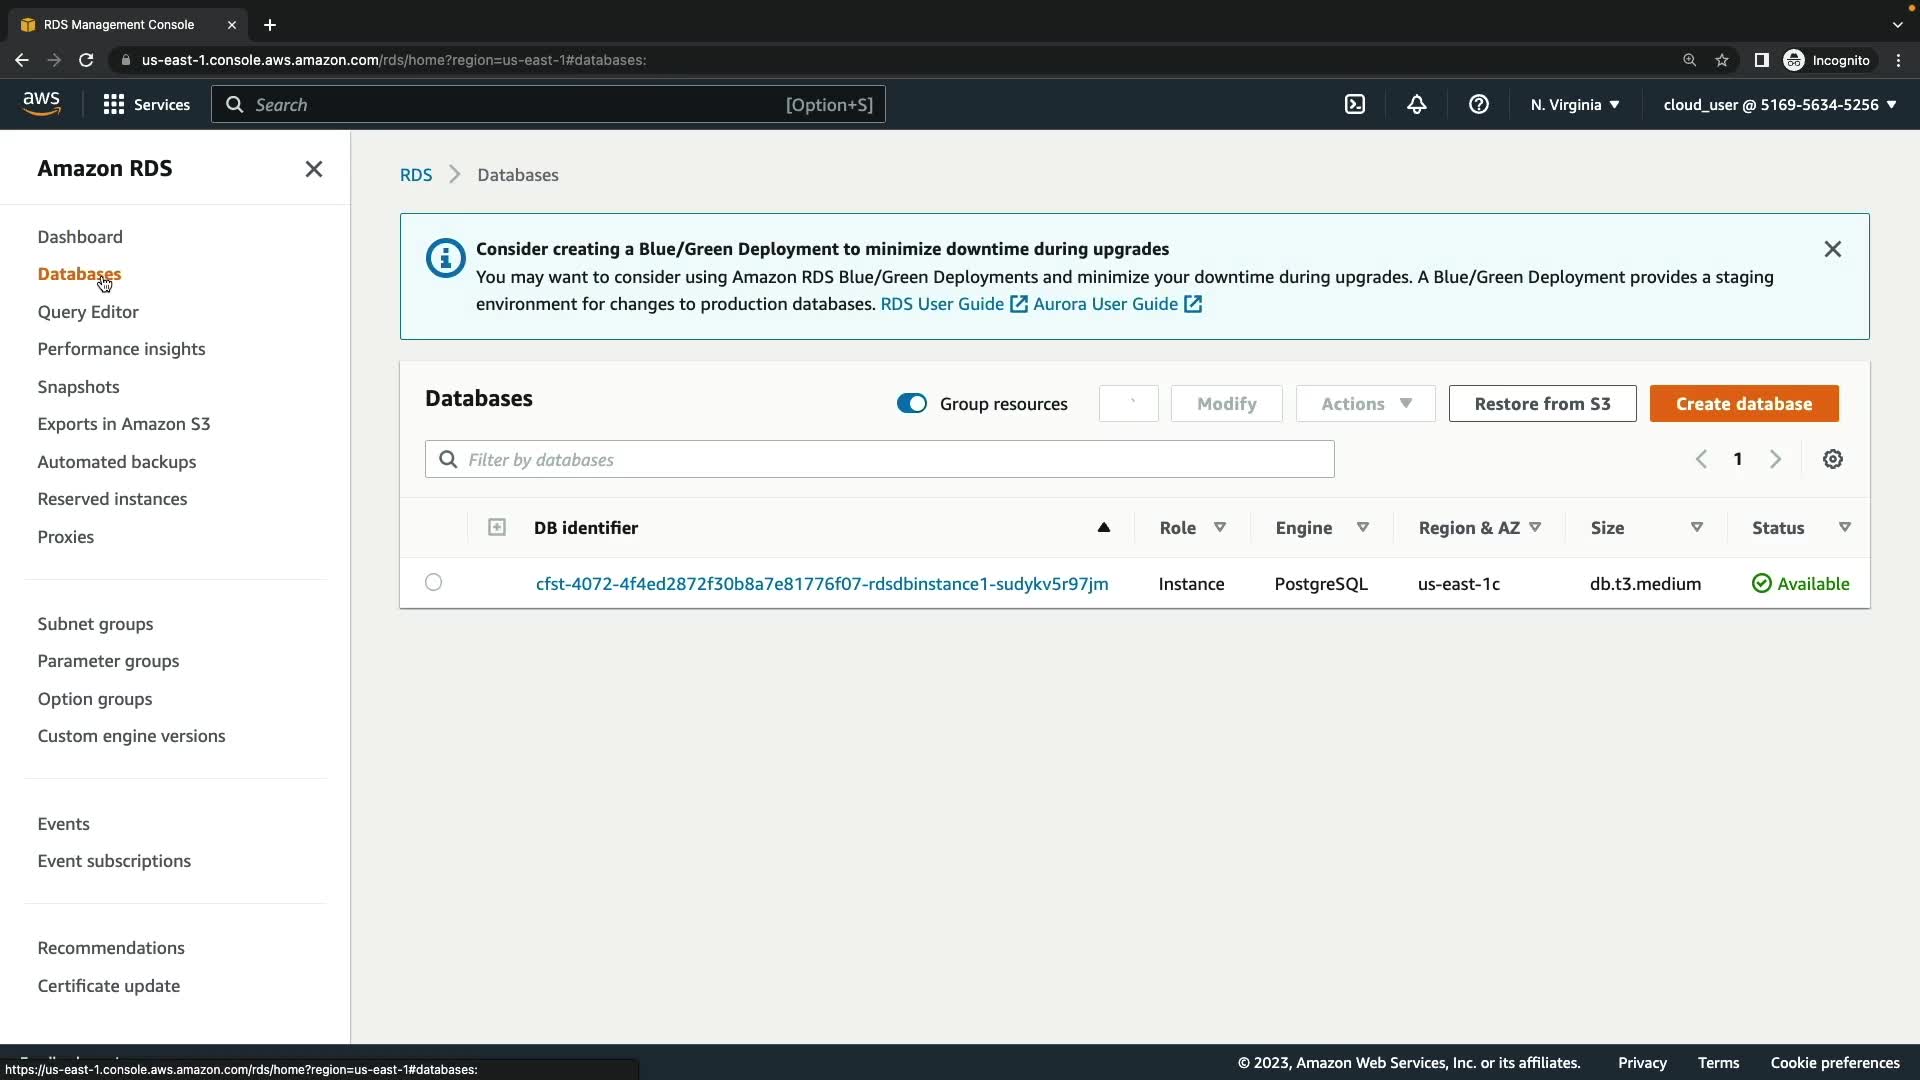 RDS Management Console
us-east-1.console.aws.amazon.com/rds/home?region=us-east-1#databases:
Incognito
aws
Services
Search
[Option+S]
N. Virginia
cloud_user @ 5169-5634-5256
Amazon RDS
Dashboard
Databases
Query Editor
Performance insights
Snapshots
Exports in Amazon S3
Automated backups
Reserved instances
Proxies
Subnet groups
Parameter groups
Option groups
Custom engine versions
Events
Event subscriptions
Recommendations
Certificate update
RDS > Databases
Consider creating a Blue/Green Deployment to minimize downtime during upgrades
You may want to consider using Amazon RDS Blue/Green Deployments and minimize your downtime during upgrades. A Blue/Green Deployment provides a staging
environment for changes to production databases. RDS User Guide Aurora User Guide
Databases
Group resources
Modify
Actions
Restore from S3
Create database
Filter by databases
1
DB identifier Role Engine Region & AZ Size Status
cfst-4072-4f4ed2872f30b8a7e81776f07-rdsdbinstance1-sudykv5r97jm Instance PostgreSQL us-east-1c db.t3.medium Available
https://us-east-1.console.aws.amazon.com/rds/home?region=us-east-1#databases:
© 2023, Amazon Web Services, Inc. or its affiliates.
Privacy
Terms
Cookie preferences